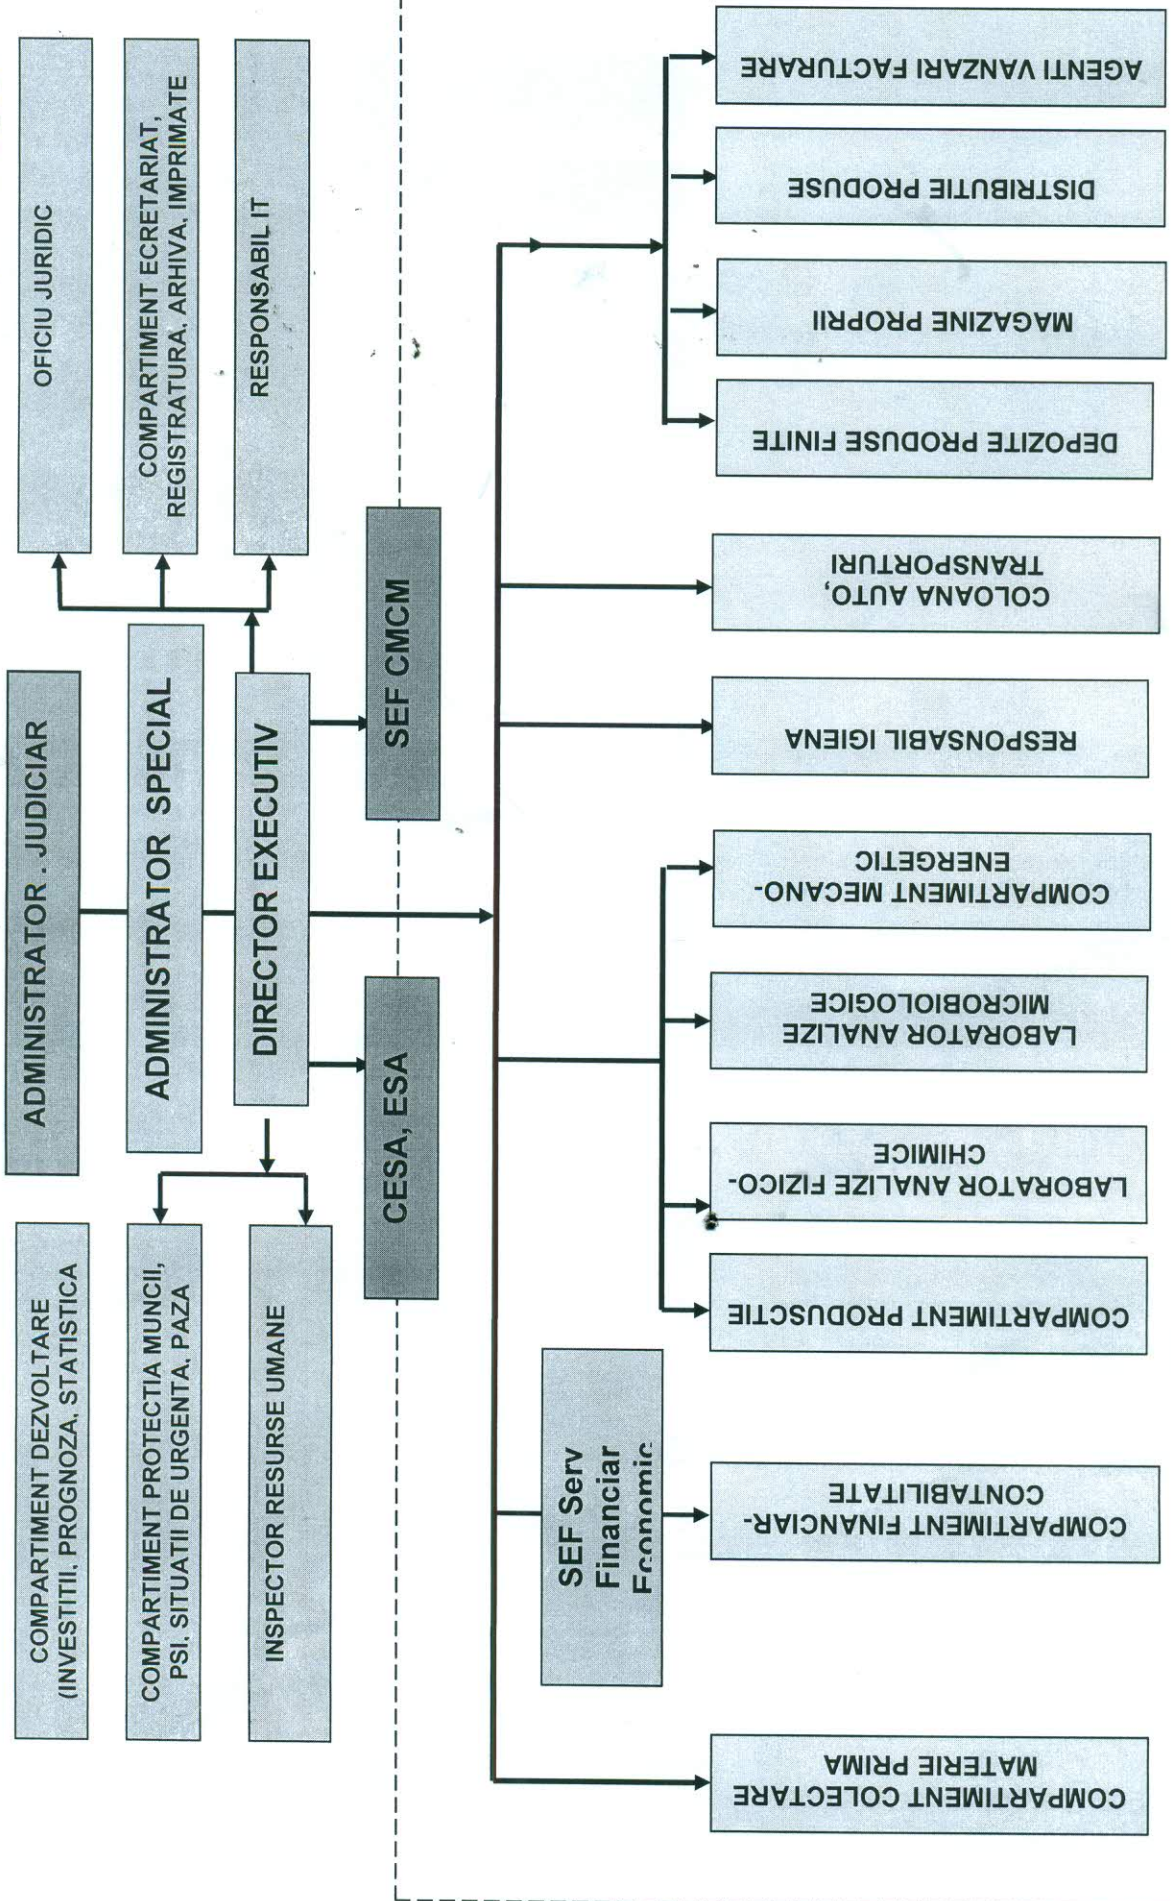 ADMINISTRATOR . JUDICIAR
ADMINISTRATOR SPECIAL
DIRECTOR EXECUTIV
COMPARTIMENT DEZVOLTARE
(INVESTITII, PROGNOZA, STATISTICA
COMPARTIMENT PROTECTIA MUNCII,
PSI, SITUATII DE URGENTA, PAZA
INSPECTOR RESURSE UMANE
OFICIU JURIDIC
COMPARTIMENT ECRETARIAT,
REGISTRATURA, ARHIVA, IMPRIMATE
RESPONSABIL IT
CESA, ESA
SEF CMCM
SEF Serv
Financiar
Economic
COMPARTIMENT COLECTARE
MATERIE PRIMA
COMPARTIMENT FINANCIAR-
CONTABILITATE
COMPARTIMENT PRODUSCTIE
LABORATOR ANALIZE FIZICO-
CHIMICE
LABORATOR ANALIZE
MICROBIOLOGICE
COMPARTIMENT MECANO-
ENERGETIC
RESPONSABIL IGIENA
COLOANA AUTO,
TRANSPORTURI
DEPOZITE PRODUSE FINITE
MAGAZINE PROPRII
DISTRIBUTIE PRODUSE
AGENTI VANZARI FACTURARE